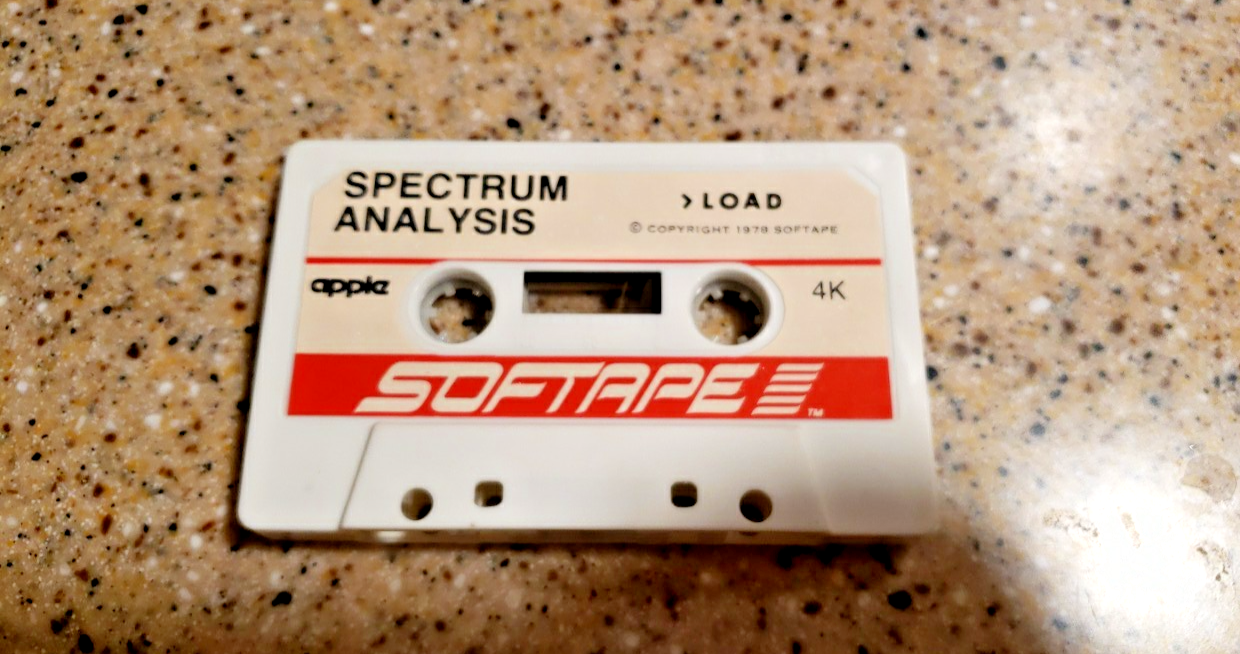 SPECTRUM
ANALYSIS
>LOAD
© COPYRIGHT 1978 SOFTAPE
apple
4K
SOFTAPE
TM